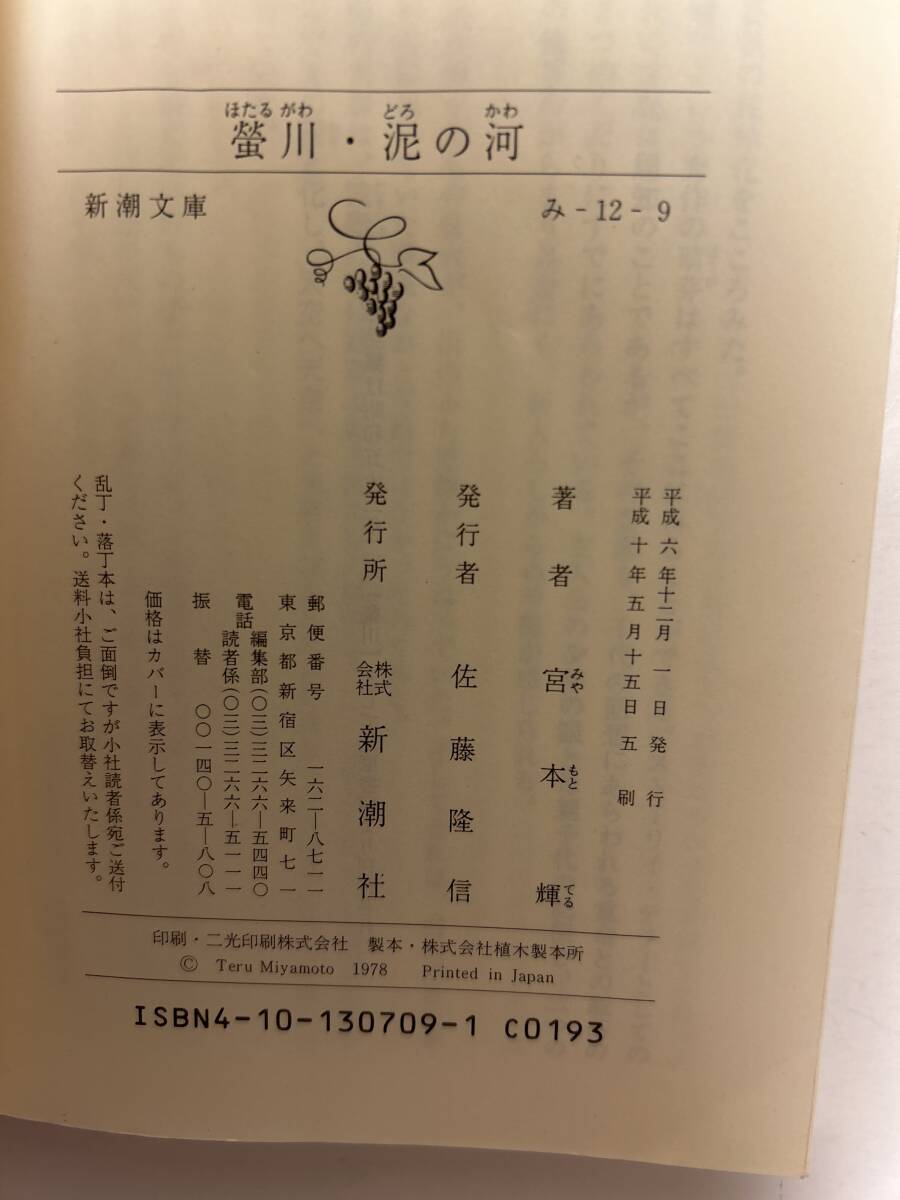 ほたる がわ どろ かわ
螢川・泥の河
新潮文庫 み-12-9
平成六年十二月一日発行
平成十年五月十五日五刷
著者 宮本輝
みや もと てる
発行者 佐藤隆信
発行所 株式会社 新潮社
郵便番号 一六二―八七一一
東京都新宿区矢来町七一
電話 編集部(〇三)三二六六―五四四〇
読者係(〇三)三二六六―五一一一
振替 〇〇一四〇―五―八〇八
価格はカバーに表示してあります。
乱丁・落丁本は、ご面倒ですが小社読者係宛ご送付
ください。送料小社負担にてお取替えいたします。
印刷・二光印刷株式会社 製本・株式会社植木製本所
© Teru Miyamoto 1978 Printed in Japan
ISBN4-10-130709-1 C0193